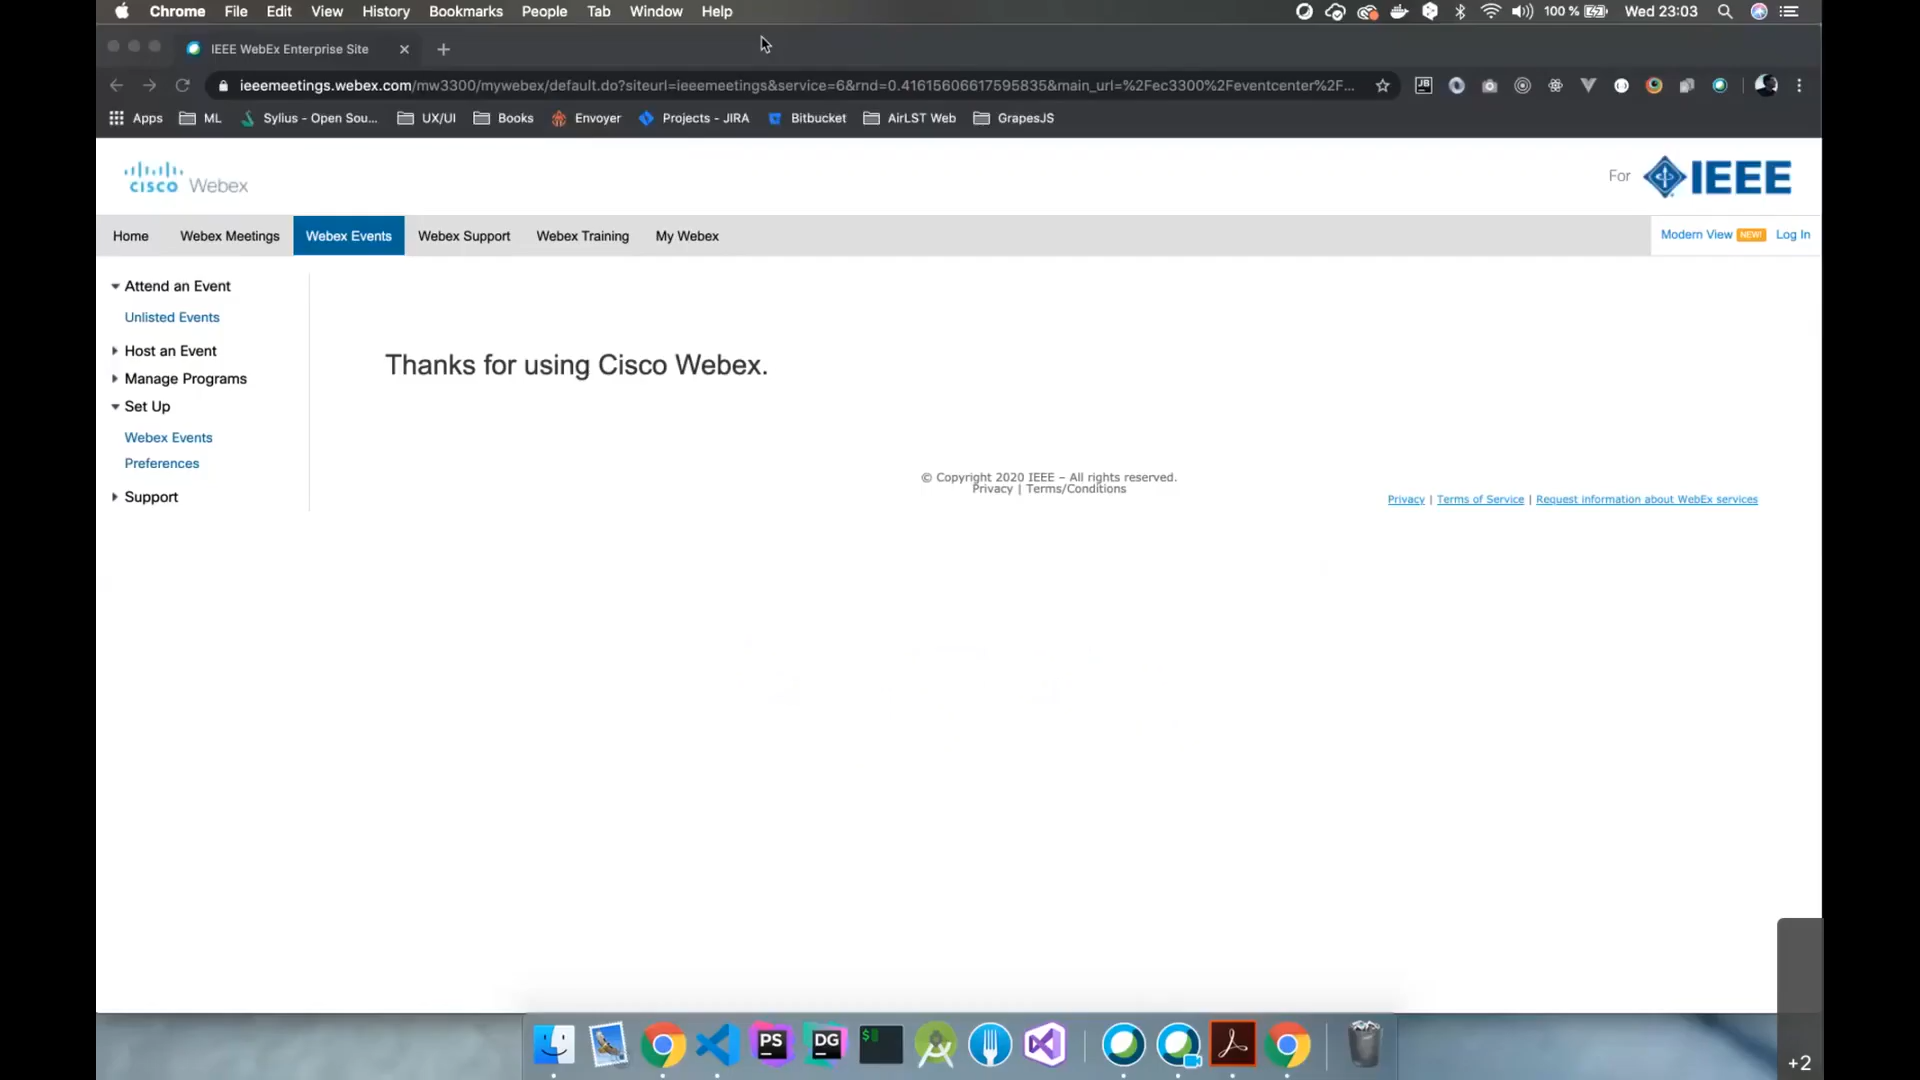 Chrome File Edit View History Bookmarks People Tab Window Help 100 % Wed 23:03
IEEE WebEx Enterprise Site
ieeemeetings.webex.com/mw3300/mywebex/default.do?siteurl=ieeemeetings&service=6&rnd=0.41615606617595835&main_url=%2Fec3300%2Feventcenter%2F... JB
Apps ML Sylius - Open Sou... UX/UI Books Envoyer Projects - JIRA Bitbucket AirLST Web GrapesJS
CISCO Webex For IEEE
Home Webex Meetings Webex Events Webex Support Webex Training My Webex Modern View NEW! Log In
Attend an Event
Unlisted Events
Host an Event
Manage Programs
Set Up
Webex Events
Preferences
Support
Thanks for using Cisco Webex.
© Copyright 2020 IEEE – All rights reserved.
Privacy | Terms/Conditions
Privacy | Terms of Service | Request information about WebEx services
PS DG $
+2